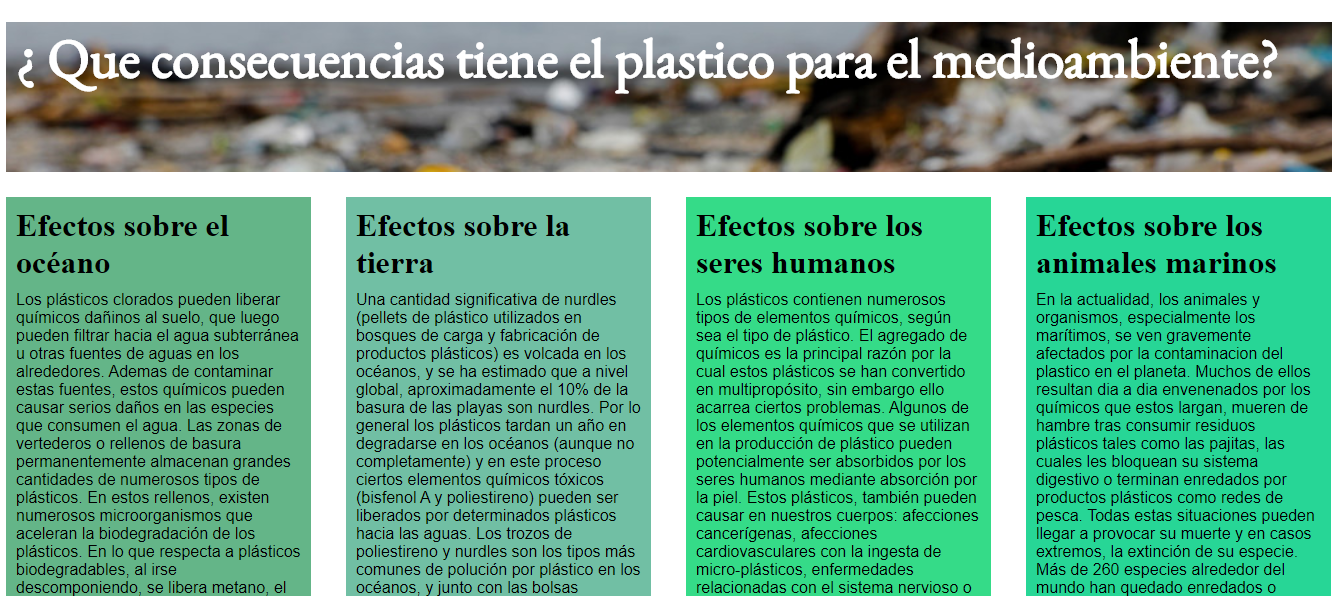 ¿ Que consecuencias tiene el plastico para el medioambiente?
Efectos sobre el
océano
Los plásticos clorados pueden liberar
químicos dañinos al suelo, que luego
pueden filtrar hacia el agua subterránea
u otras fuentes de aguas en los
alrededores. Ademas de contaminar
estas fuentes, estos químicos pueden
causar serios daños en las especies
que consumen el agua. Las zonas de
vertederos o rellenos de basura
permanentemente almacenan grandes
cantidades de numerosos tipos de
plásticos. En estos rellenos, existen
numerosos microorganismos que
aceleran la biodegradación de los
plásticos. En lo que respecta a plásticos
biodegradables, al irse
descomponiendo, se libera metano, el
Efectos sobre la
tierra
Una cantidad significativa de nurdles
(pellets de plástico utilizados en
bosques de carga y fabricación de
productos plásticos) es volcada en los
océanos, y se ha estimado que a nivel
global, aproximadamente el 10% de la
basura de las playas son nurdles. Por lo
general los plásticos tardan un año en
degradarse en los océanos (aunque no
completamente) y en este proceso
ciertos elementos químicos tóxicos
(bisfenol A y poliestireno) pueden ser
liberados por determinados plásticos
hacia las aguas. Los trozos de
poliestireno y nurdles son los tipos más
comunes de polución por plástico en los
océanos, y junto con las bolsas
Efectos sobre los
seres humanos
Los plásticos contienen numerosos
tipos de elementos químicos, según
sea el tipo de plástico. El agregado de
químicos es la principal razón por la
cual estos plásticos se han convertido
en multipropósito, sin embargo ello
acarrea ciertos problemas. Algunos de
los elementos químicos que se utilizan
en la producción de plástico pueden
potencialmente ser absorbidos por los
seres humanos mediante absorción por
la piel. Estos plásticos, también pueden
causar en nuestros cuerpos: afecciones
cancerígenas, afecciones
cardiovasculares con la ingesta de
micro-plásticos, enfermedades
relacionadas con el sistema nervioso o
Efectos sobre los
animales marinos
En la actualidad, los animales y
organismos, especialmente los
marítimos, se ven gravemente
afectados por la contaminacion del
plastico en el planeta. Muchos de ellos
resultan dia a dia envenenados por los
químicos que estos largan, mueren de
hambre tras consumir residuos
plásticos tales como las pajitas, las
cuales les bloquean su sistema
digestivo o terminan enredados por
productos plásticos como redes de
pesca. Todas estas situaciones pueden
llegar a provocar su muerte y en casos
extremos, la extinción de su especie.
Más de 260 especies alrededor del
mundo han quedado enredados o